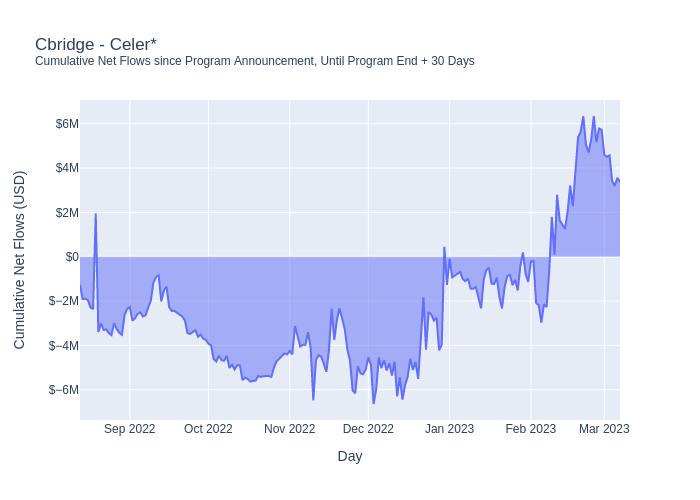 Cbridge - Celer*
Cumulative Net Flows since Program Announcement, Until Program End + 30 Days
Cumulative Net Flows (USD)
$6M
$4M
$2M
$0
$−2M
$−4M
$−6M
Sep 2022 Oct 2022 Nov 2022 Dec 2022 Jan 2023 Feb 2023 Mar 2023
Day